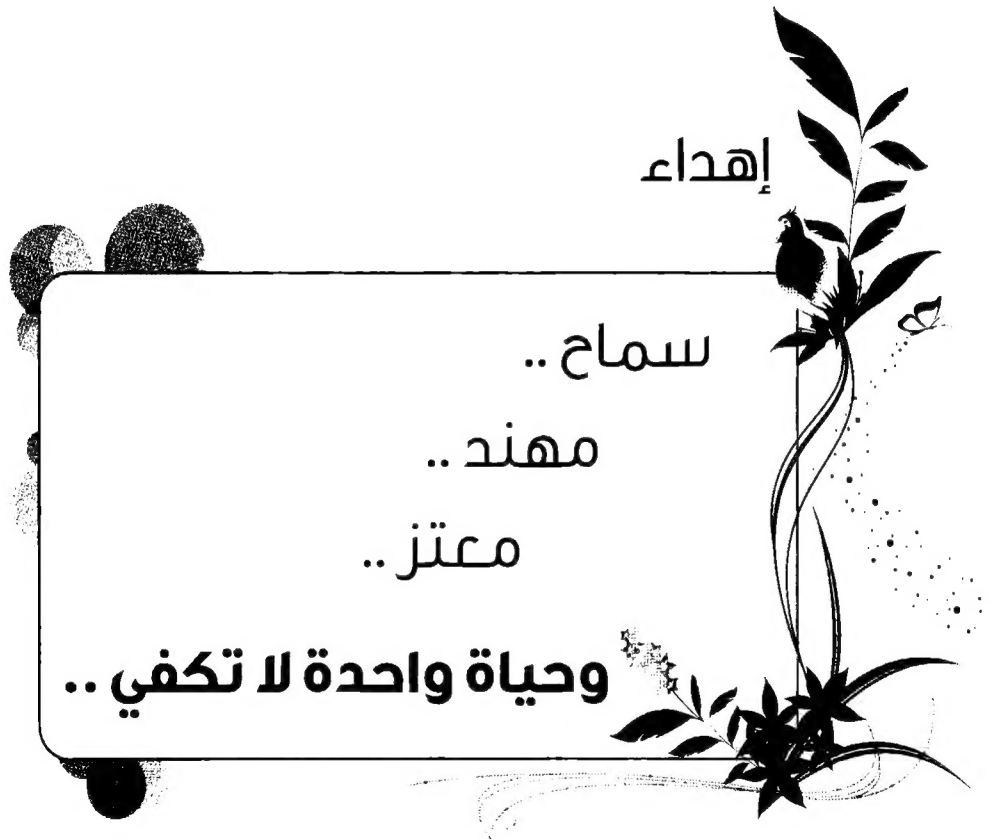 إهداء
سماح ..
مهند ..
معتز ..
وحياة واحدة لا تكفي ..